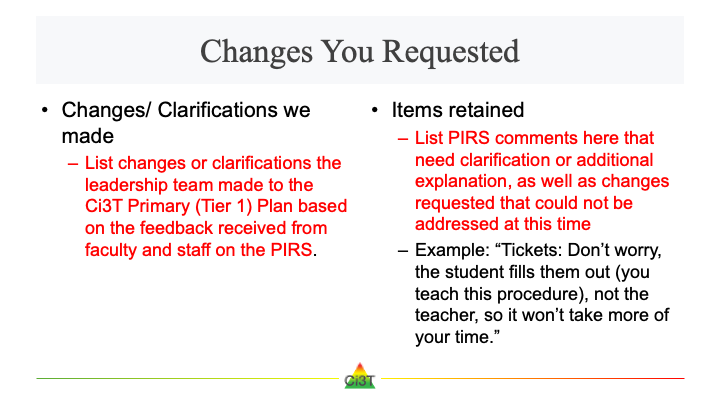 Changes You Requested
• Changes/ Clarifications we
made
– List changes or clarifications the
leadership team made to the
Ci3T Primary (Tier 1) Plan based
on the feedback received from
faculty and staff on the PIRS.
• Items retained
– List PIRS comments here that
need clarification or additional
explanation, as well as changes
requested that could not be
addressed at this time
– Example: “Tickets: Don’t worry,
the student fills them out (you
teach this procedure), not the
teacher, so it won’t take more of
your time.”
Ci3T